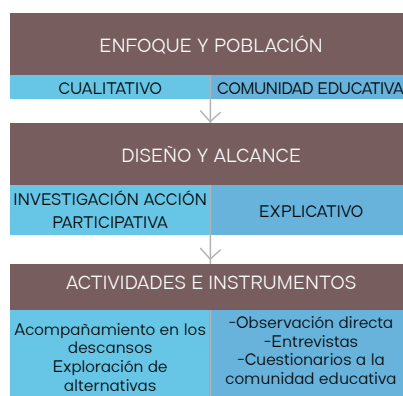 ENFOQUE Y POBLACIÓN
CUALITATIVO
COMUNIDAD EDUCATIVA
DISEÑO Y ALCANCE
INVESTIGACIÓN ACCIÓN
PARTICIPATIVA
EXPLICATIVO
ACTIVIDADES E INSTRUMENTOS
Acompañamiento en los
descansos
Exploración de
alternativas
-Observación directa
-Entrevistas
-Cuestionarios a la
comunidad educativa